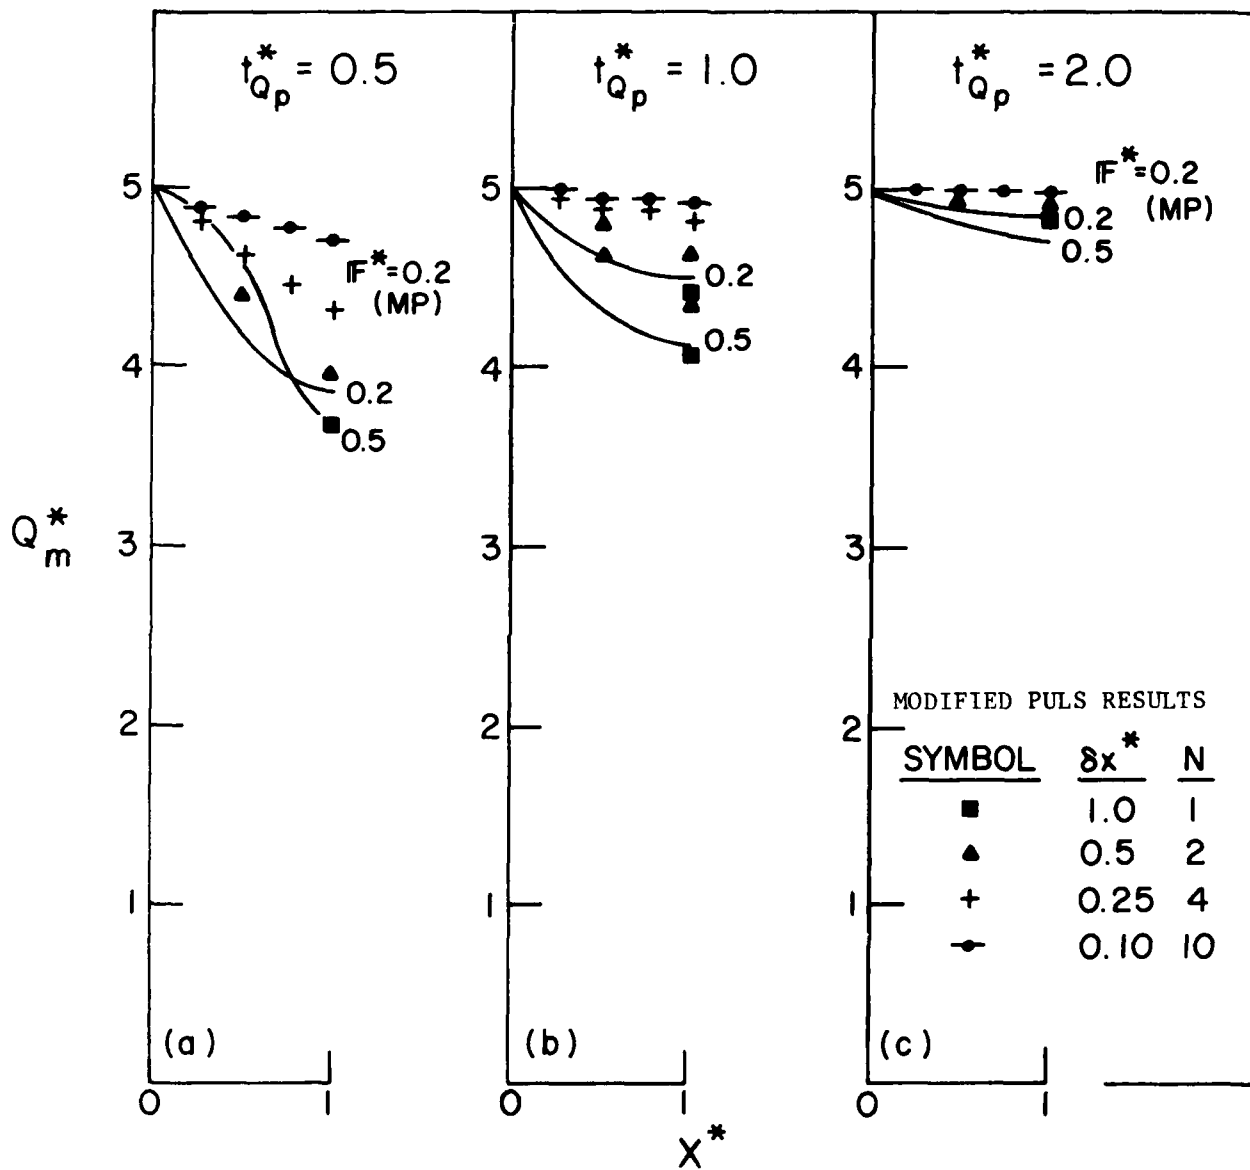 t*Qp = 0.5
t*Qp = 1.0
t*Qp = 2.0
5
4
3
2
1
F*=0.2
(MP)
0.2
0.5
(a)
0
1
5
4
3
2
1
0.2
0.5
(b)
0
1
5
4
3
2
1
F*=0.2
(MP)
0.2
0.5
(c)
0
1
Q*m
X*
MODIFIED PULS RESULTS
SYMBOL δx* N
■ 1.0 1
▲ 0.5 2
+ 0.25 4
0.10 10